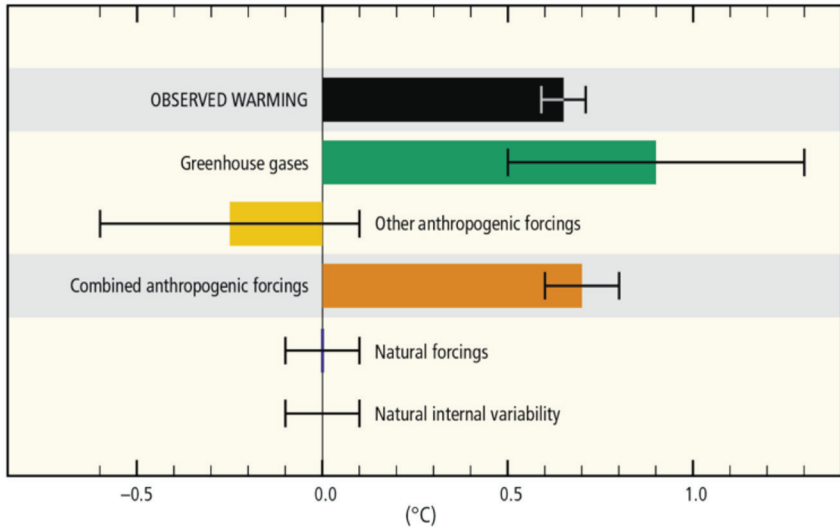 OBSERVED WARMING
Greenhouse gases
Other anthropogenic forcings
Combined anthropogenic forcings
Natural forcings
Natural internal variability
–0.5 0.0 0.5 1.0
(°C)